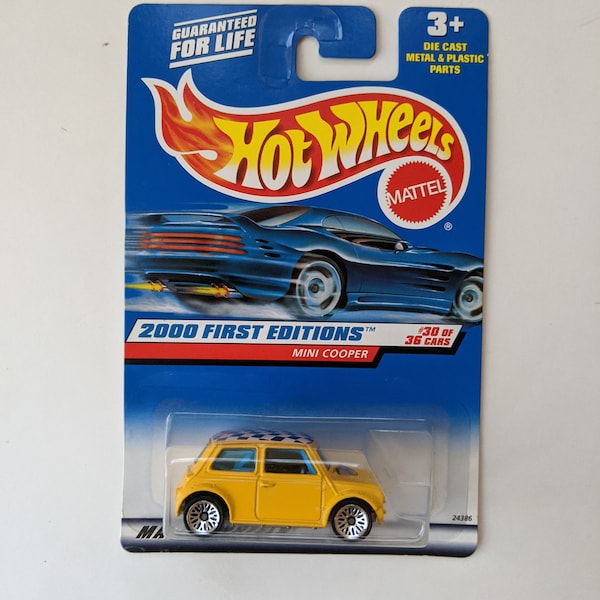 GUARANTEED
FOR LIFE
3+
DIE CAST
METAL & PLASTIC
PARTS
HOT WHEELS
MATTEL
®
2000 FIRST EDITIONS™
#30 OF
36 CARS
MINI COOPER
24386